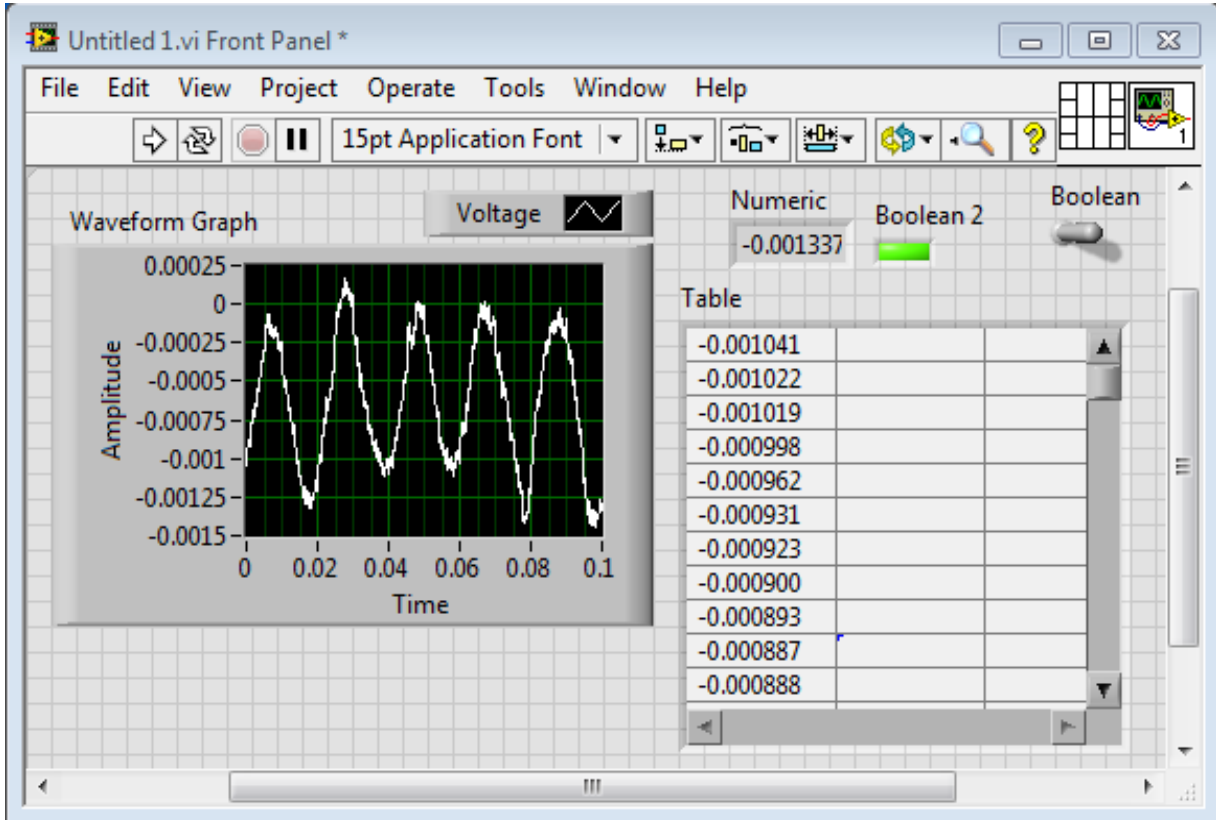 Untitled 1.vi Front Panel *
File Edit View Project Operate Tools Window Help
15pt Application Font
1
Waveform Graph
Voltage
Numeric
-0.001337
Boolean 2
Boolean
Amplitude
0.00025
0
-0.00025
-0.0005
-0.00075
-0.001
-0.00125
-0.0015
0 0.02 0.04 0.06 0.08 0.1
Time
Table
-0.001041
-0.001022
-0.001019
-0.000998
-0.000962
-0.000931
-0.000923
-0.000900
-0.000893
-0.000887
-0.000888